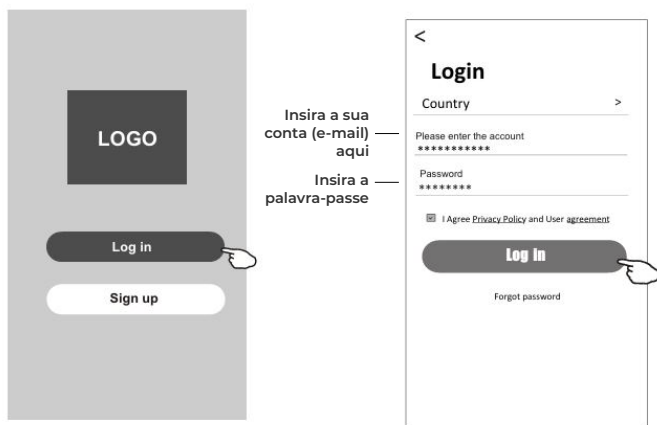 LOGO
Log in
Sign up
Insira a sua
conta (e-mail)
aqui
Insira a
palavra-passe
<
Login
Country >
Please enter the account
***********
Password
********
I Agree Privacy Policy and User agreement
Log In
Forgot password